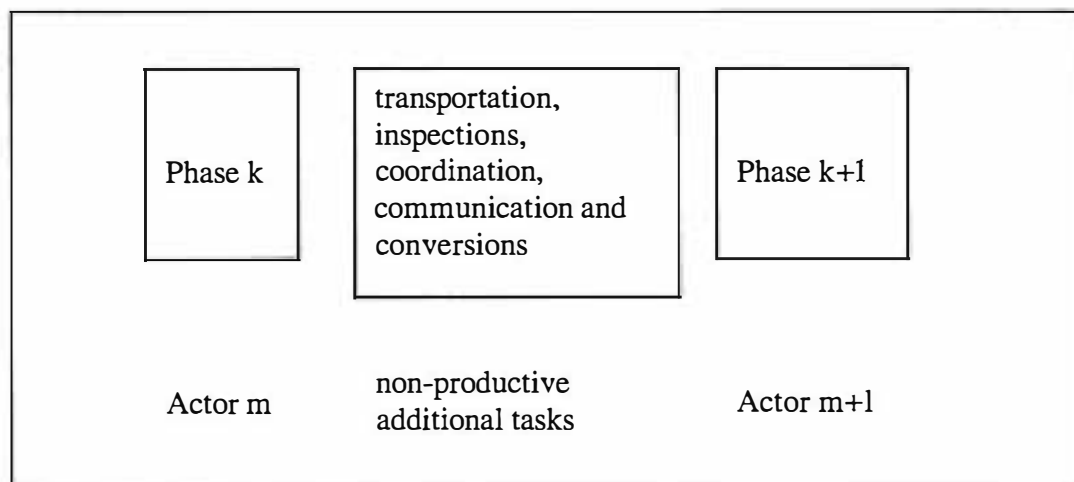 Phase k
transportation,
inspections,
coordination,
communication and
conversions
Phase k+1
Actor m
non-productive
additional tasks
Actor m+1